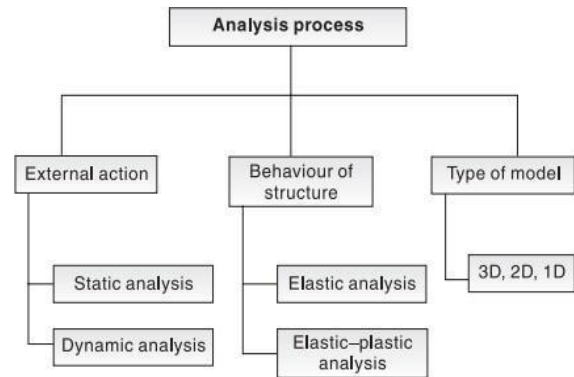 Analysis process
External action
Behaviour of
structure
Type of model
Static analysis
Dynamic analysis
Elastic analysis
Elastic–plastic
analysis
3D, 2D, 1D